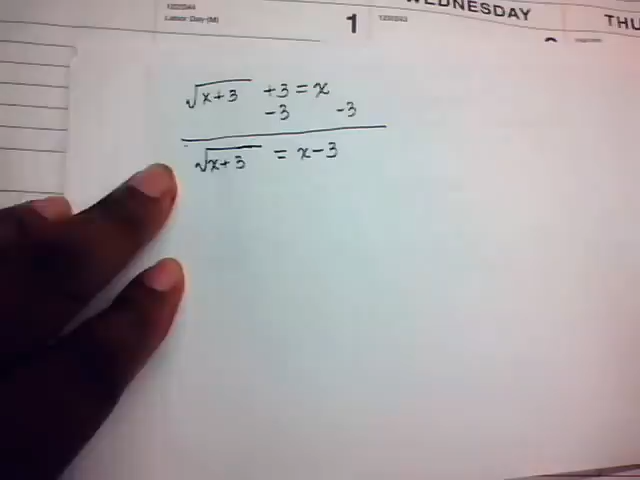 Labor Day (M)
1
WEDNESDAY
THU
√x+3 +3 = x
-3 -3
√x+3 = x-3